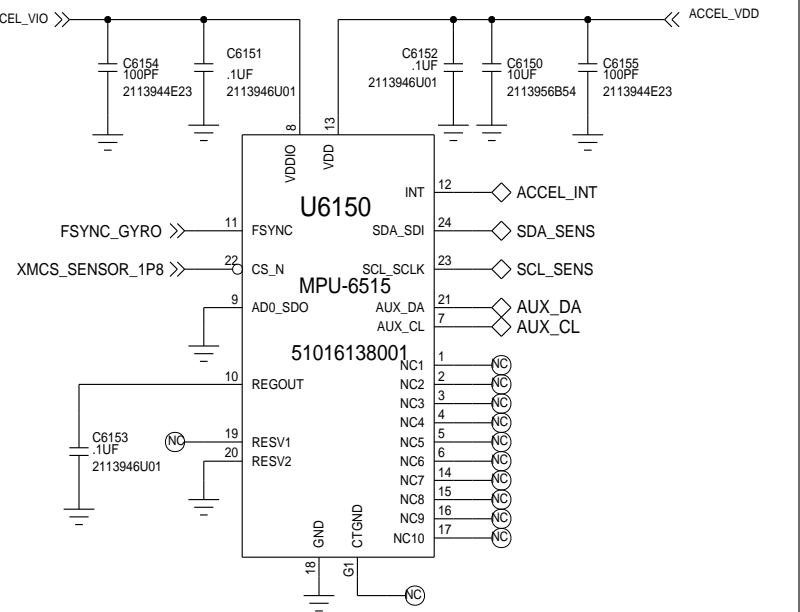 CEL_VIO
ACCEL_VDD
C6154
100PF
2113944E23
C6151
.1UF
2113946U01
C6152
.1UF
2113946U01
C6150
10UF
2113956B54
C6155
100PF
2113944E23
8
13
VDDIO
VDD
U6150
MPU-6515
51016138001
FSYNC_GYRO
11
FSYNC
XMCS_SENSOR_1P8
22
CS_N
9
AD0_SDO
10
REGOUT
C6153
.1UF
2113946U01
NC
19
RESV1
20
RESV2
INT
12
ACCEL_INT
SDA_SDI
24
SDA_SENS
SCL_SCLK
23
SCL_SENS
AUX_DA
21
AUX_DA
AUX_CL
7
AUX_CL
NC1
1
NC
NC2
2
NC
NC3
3
NC
NC4
4
NC
NC5
5
NC
NC6
6
NC
NC7
14
NC
NC8
15
NC
NC9
16
NC
NC10
17
NC
GND
CTGND
18
G1
NC